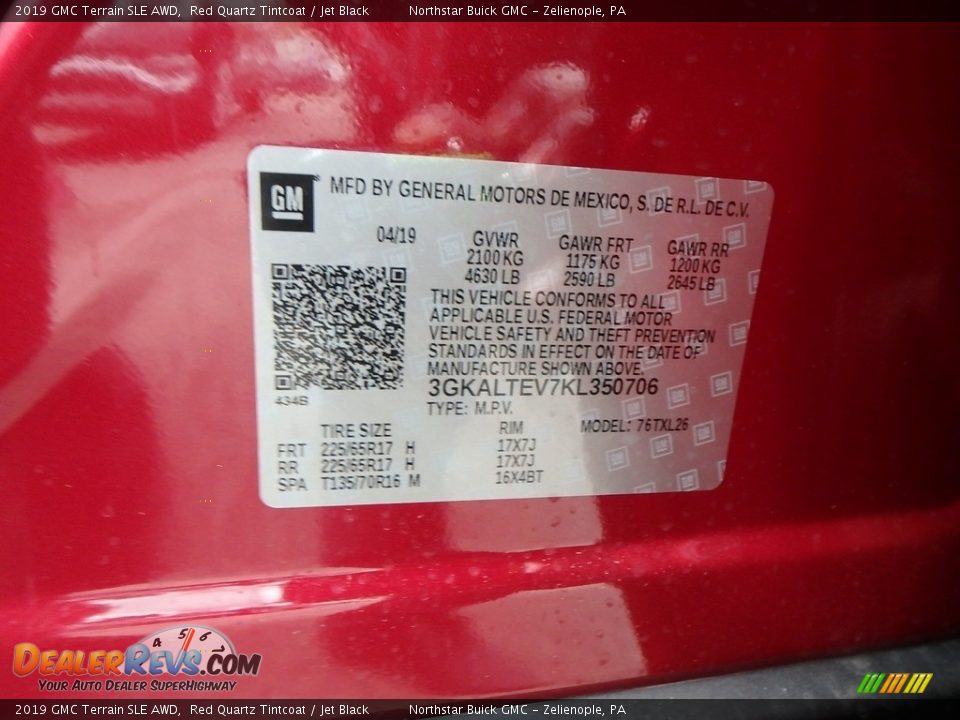 2019 GMC Terrain SLE AWD, Red Quartz Tintcoat / Jet Black Northstar Buick GMC - Zelienople, PA
GM MFD BY GENERAL MOTORS DE MEXICO, S. DE R.L. DE C.V.
04/19 GVWR GAWR FRT GAWR RR
2100 KG 1175 KG 1200 KG
4630 LB 2590 LB 2645 LB
THIS VEHICLE CONFORMS TO ALL
APPLICABLE U.S. FEDERAL MOTOR
VEHICLE SAFETY AND THEFT PREVENTION
STANDARDS IN EFFECT ON THE DATE OF
MANUFACTURE SHOWN ABOVE.
434B 3GKALTEV7KL350706
TYPE: M.P.V. MODEL: 76TXL26
TIRE SIZE RIM
FRT 225/65R17 H 17X7J
RR 225/65R17 H 17X7J
SPA T135/70R16 M 16X4BT
4 5 6
DealerRevs.com
Your Auto Dealer SuperHighway
2019 GMC Terrain SLE AWD, Red Quartz Tintcoat / Jet Black Northstar Buick GMC - Zelienople, PA